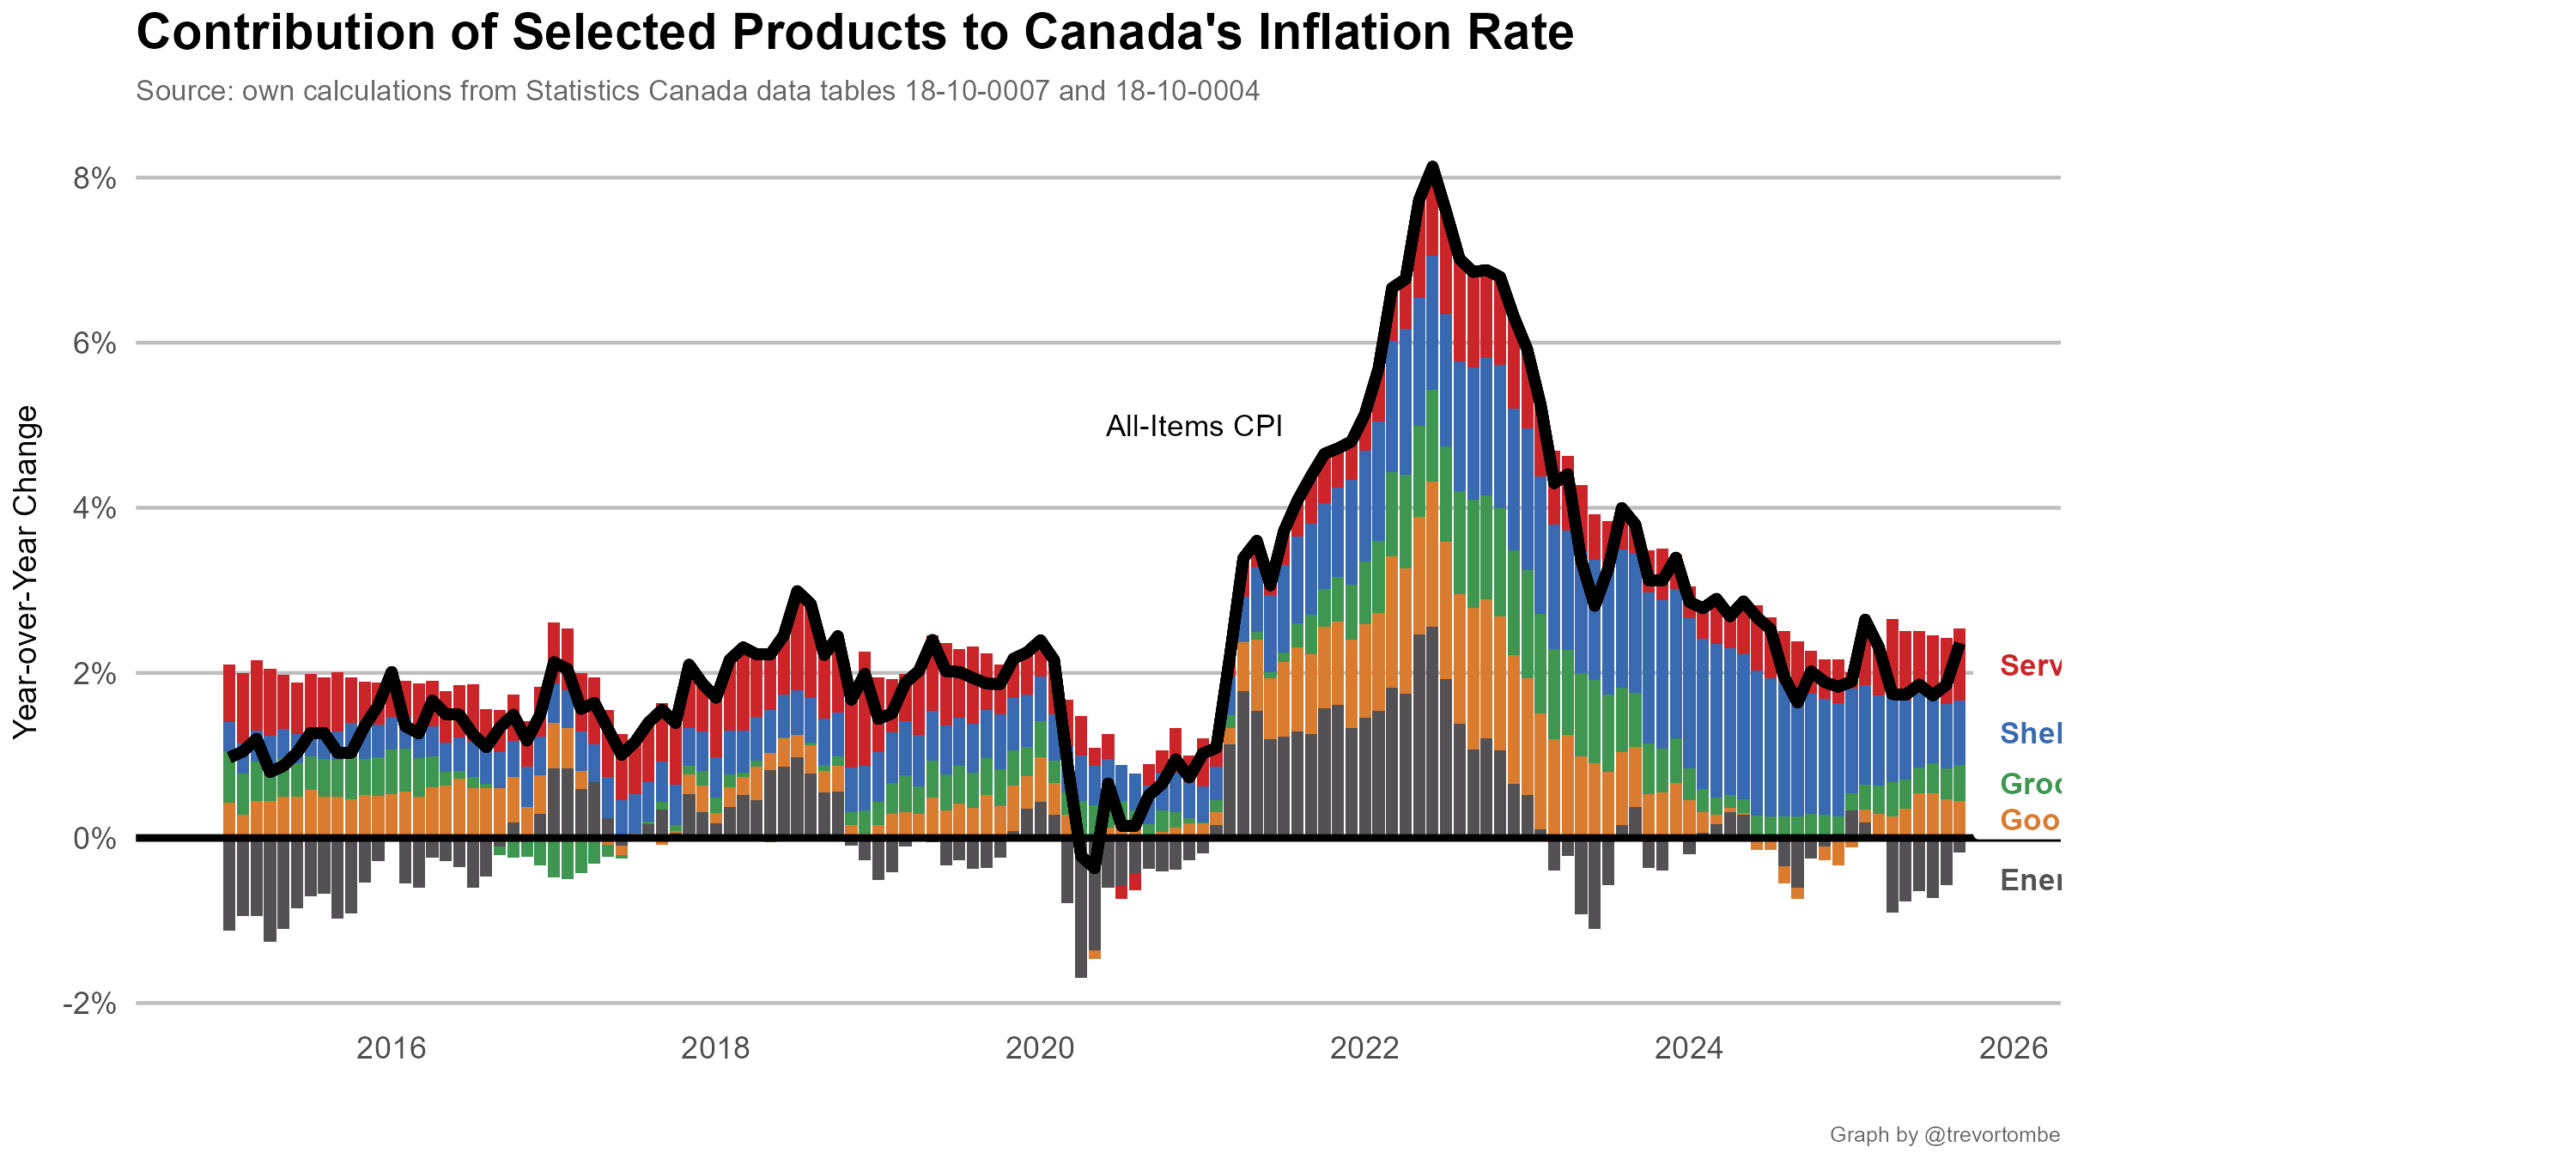 Contribution of Selected Products to Canada's Inflation Rate
Source: own calculations from Statistics Canada data tables 18-10-0007 and 18-10-0004
Year-over-Year Change
8%
6%
4%
2%
0%
-2%
All-Items CPI
Serv
Shel
Groc
Goo
Ener
2016
2018
2020
2022
2024
2026
Graph by @trevortombe